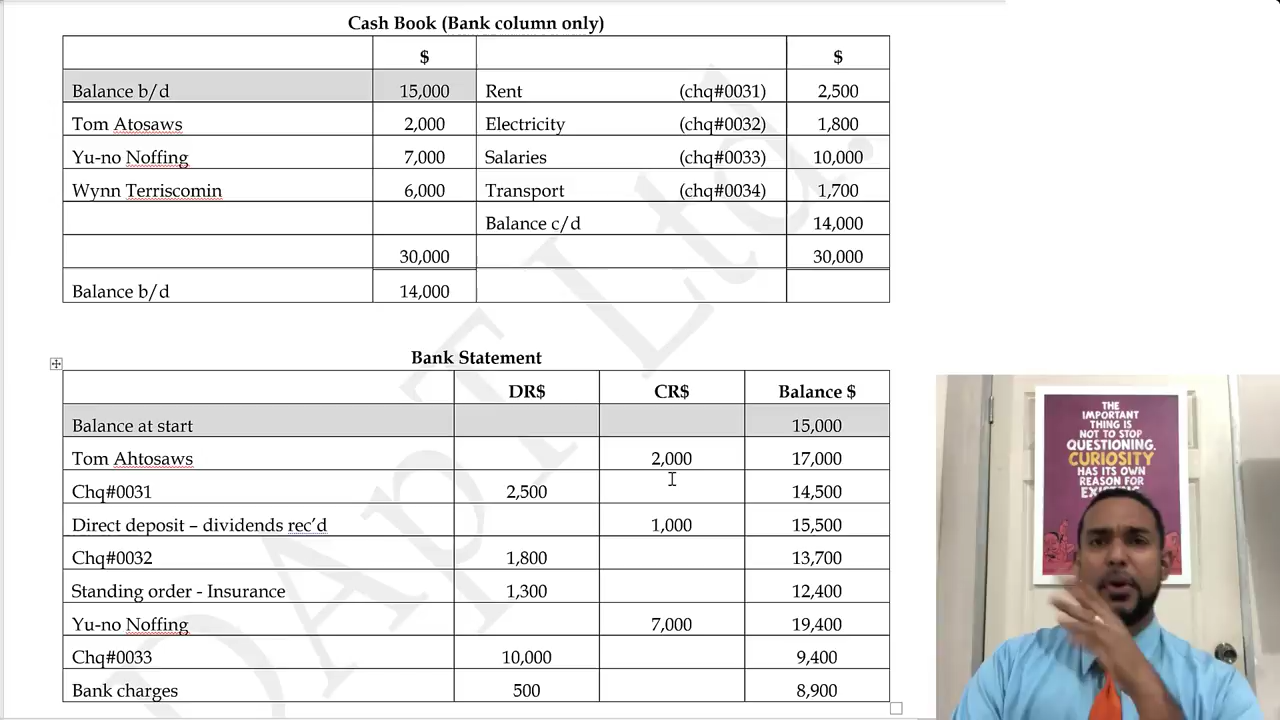 Cash Book (Bank column only)
$ $
Balance b/d 15,000 Rent (chq#0031) 2,500
Tom Atosaws 2,000 Electricity (chq#0032) 1,800
Yu-no Noffing 7,000 Salaries (chq#0033) 10,000
Wynn Terriscomin 6,000 Transport (chq#0034) 1,700
Balance c/d 14,000
30,000 30,000
Balance b/d 14,000
Bank Statement
DR$ CR$ Balance $
Balance at start 15,000
Tom Ahtosaws 2,000 17,000
Chq#0031 2,500 14,500
Direct deposit – dividends rec’d 1,000 15,500
Chq#0032 1,800 13,700
Standing order - Insurance 1,300 12,400
Yu-no Noffing 7,000 19,400
Chq#0033 10,000 9,400
Bank charges 500 8,900
DApT Ltd.
THE
IMPORTANT
THING IS
NOT TO STOP
QUESTIONING.
CURIOSITY
HAS ITS OWN
REASON FOR